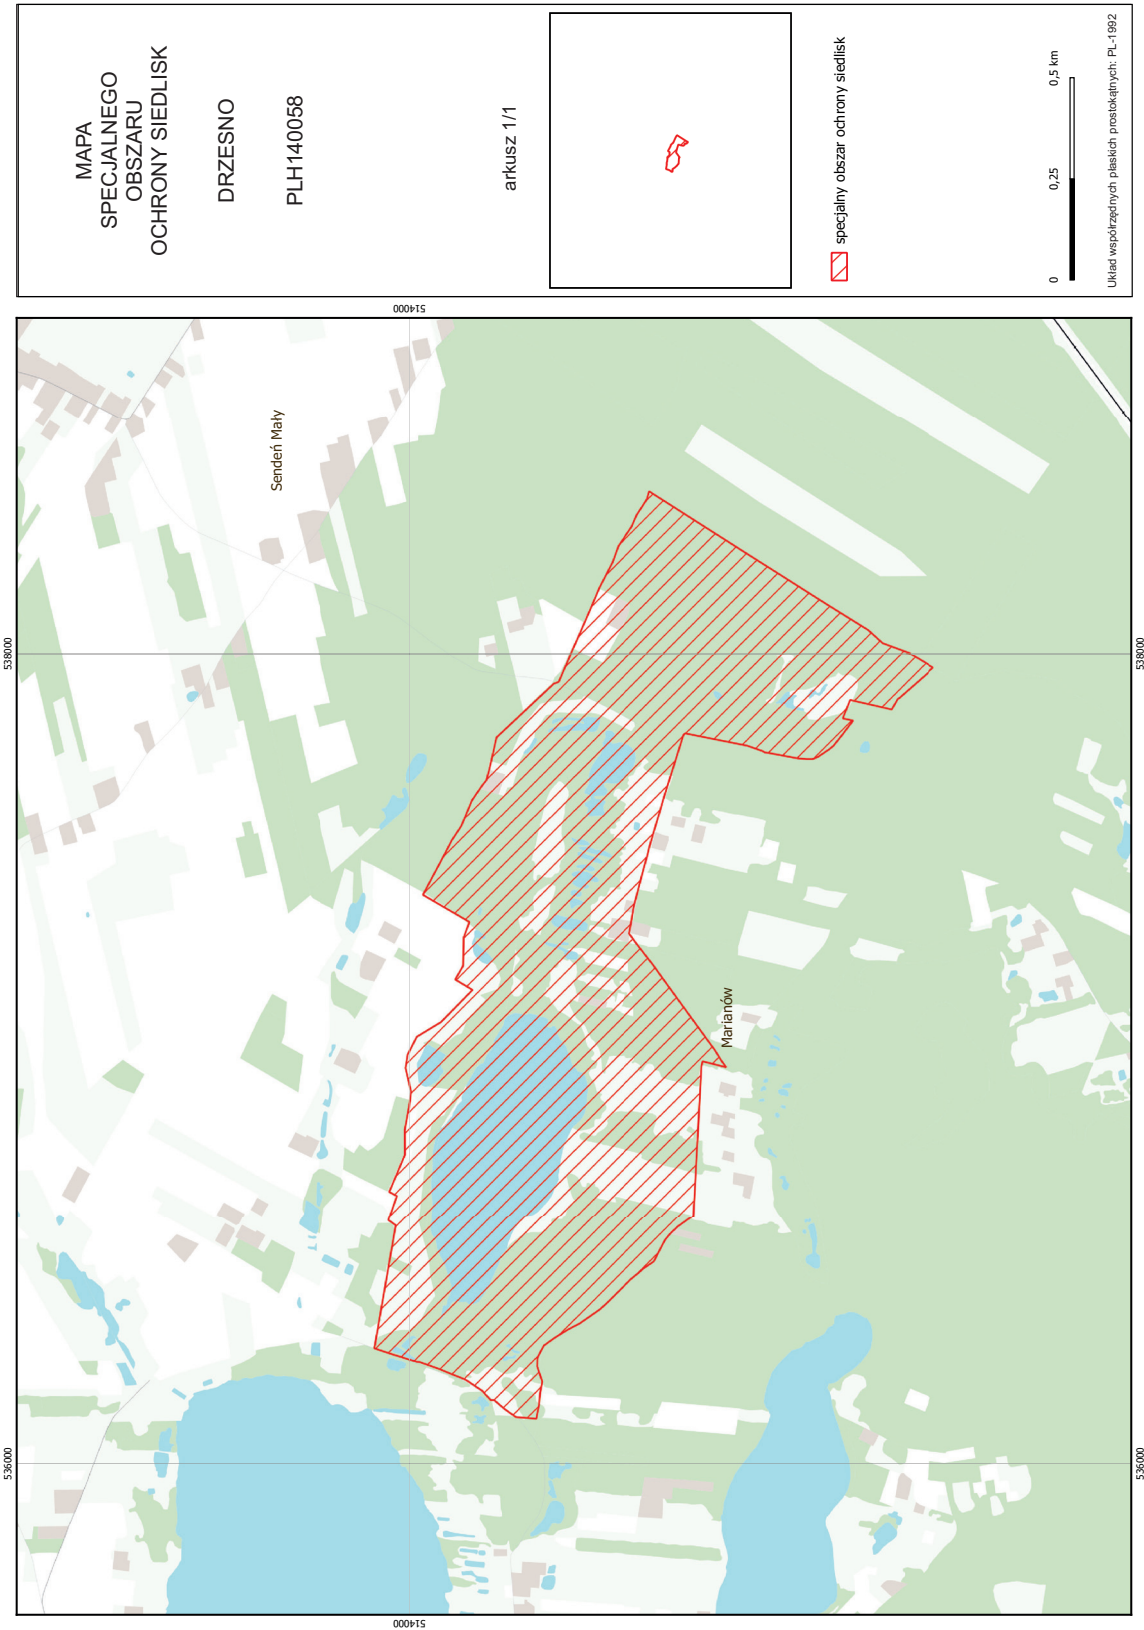 MAPA
SPECJALNEGO
OBSZARU
OCHRONY SIEDLISK
DRZESNO
PLH140058
arkusz 1/1
specjalny obszar ochrony siedlisk
0 0,25 0,5 km
Układ współrzędnych płaskich prostokątnych: PL-1992
514000
538000
538000
536000
536000
514000
Sendeń Mały
Marianów